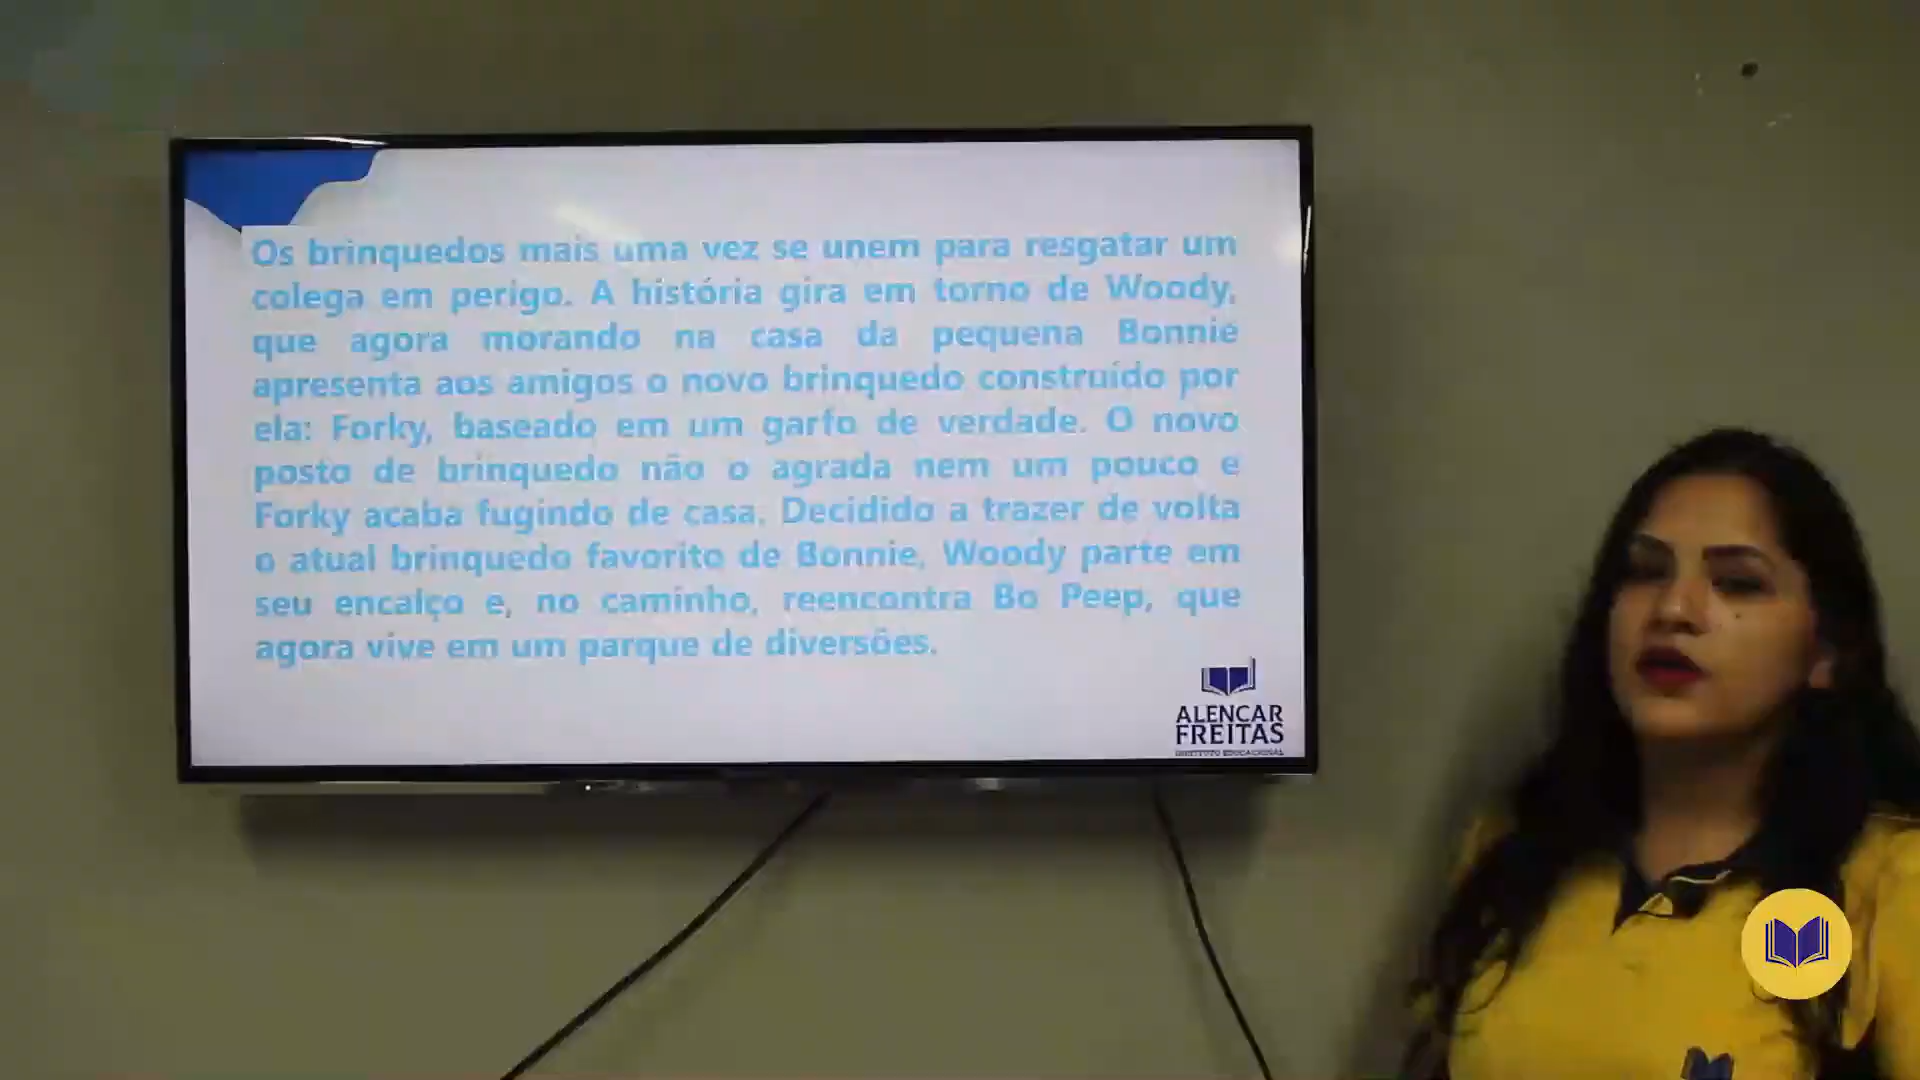 Os brinquedos mais uma vez se unem para resgatar um
colega em perigo. A história gira em torno de Woody,
que agora morando na casa da pequena Bonnie
apresenta aos amigos o novo brinquedo construído por
ela: Forky, baseado em um garfo de verdade. O novo
posto de brinquedo não o agrada nem um pouco e
Forky acaba fugindo de casa. Decidido a trazer de volta
o atual brinquedo favorito de Bonnie, Woody parte em
seu encalço e, no caminho, reencontra Bo Peep, que
agora vive em um parque de diversões.
ALENCAR
FREITAS
INSTITUTO EDUCACIONAL